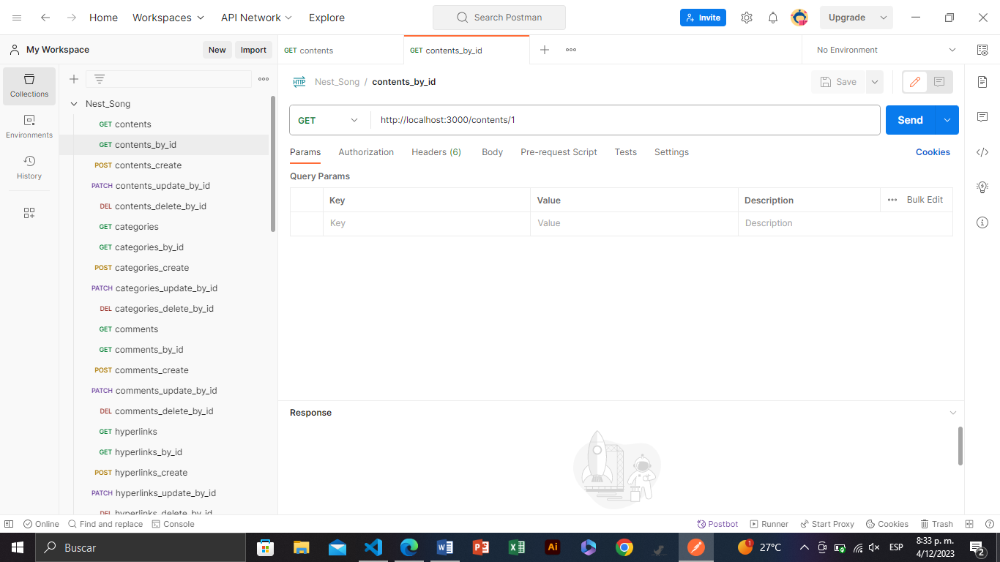 Home Workspaces API Network Explore Search Postman Invite Upgrade
My Workspace New Import GET contents GET contents_by_id No Environment
Collections
Environments
History
Nest_Song
GET contents
GET contents_by_id
POST contents_create
PATCH contents_update_by_id
DEL contents_delete_by_id
GET categories
GET categories_by_id
POST categories_create
PATCH categories_update_by_id
DEL categories_delete_by_id
GET comments
GET comments_by_id
POST comments_create
PATCH comments_update_by_id
DEL comments_delete_by_id
GET hyperlinks
GET hyperlinks_by_id
POST hyperlinks_create
PATCH hyperlinks_update_by_id
DEL hyperlinks_delete_by_id
HTTP Nest_Song / contents_by_id Save
GET http://localhost:3000/contents/1 Send
Params Authorization Headers (6) Body Pre-request Script Tests Settings Cookies
Query Params
Key Value Description Bulk Edit
Key Value Description
Response
Online Find and replace Console Postbot Runner Start Proxy Cookies Trash
Buscar 1 27°C ESP 8:33 p. m.
4/12/2023 2